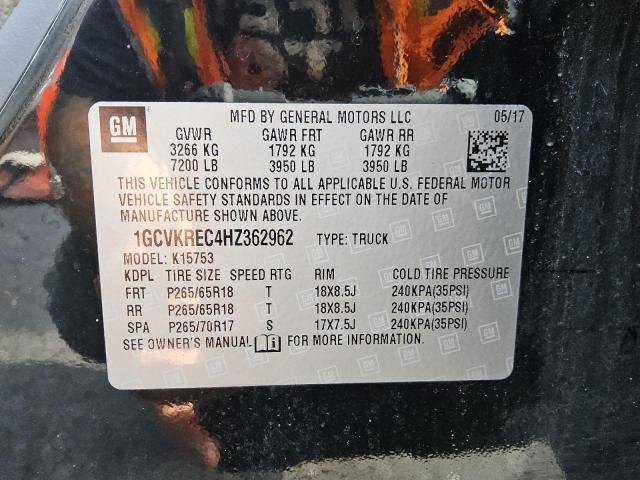 GM
MFD BY GENERAL MOTORS LLC 05/17
GVWR GAWR FRT GAWR RR
3266 KG 1792 KG 1792 KG
7200 LB 3950 LB 3950 LB
THIS VEHICLE CONFORMS TO ALL APPLICABLE U.S. FEDERAL MOTOR
VEHICLE SAFETY STANDARDS IN EFFECT ON THE DATE OF
MANUFACTURE SHOWN ABOVE.
1GCVKREC4HZ362962 TYPE: TRUCK
MODEL: K15753
KDPL TIRE SIZE SPEED RTG RIM COLD TIRE PRESSURE
FRT P265/65R18 T 18X8.5J 240KPA(35PSI)
RR P265/65R18 T 18X8.5J 240KPA(35PSI)
SPA P265/70R17 S 17X7.5J 240KPA(35PSI)
SEE OWNER'S MANUAL FOR MORE INFORMATION.